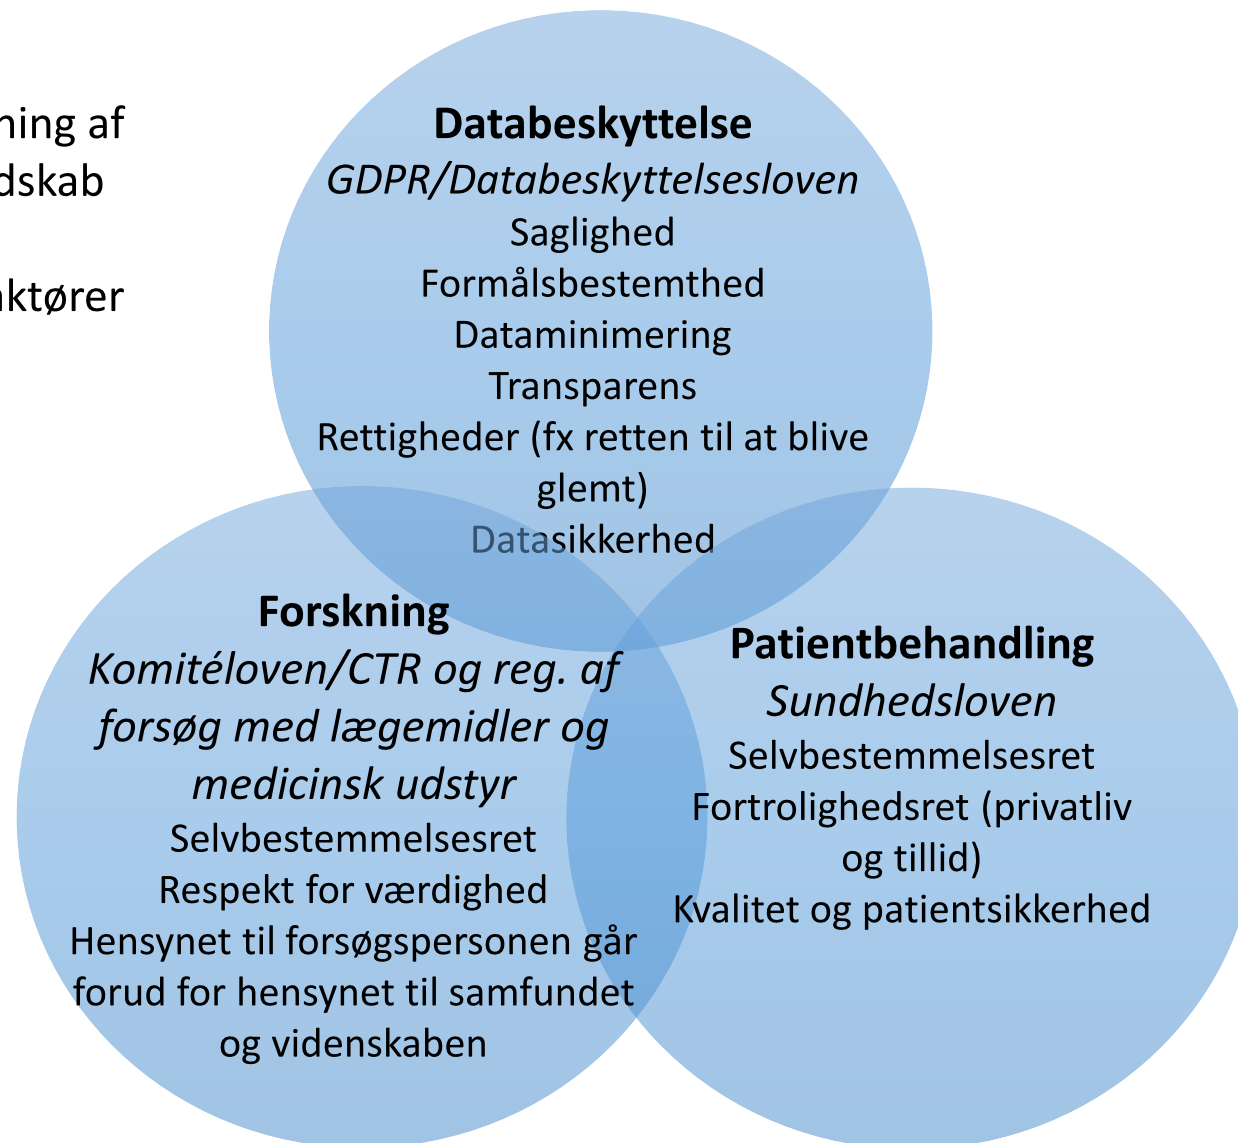 ning af
dskab
aktører
Databeskyttelse
GDPR/Databeskyttelsesloven
Saglighed
Formålsbestemthed
Dataminimering
Transparens
Rettigheder (fx retten til at blive
glemt)
Datasikkerhed
Forskning
Komitéloven/CTR og reg. af
forsøg med lægemidler og
medicinsk udstyr
Selvbestemmelsesret
Respekt for værdighed
Hensynet til forsøgspersonen går
forud for hensynet til samfundet
og videnskaben
Patientbehandling
Sundhedsloven
Selvbestemmelsesret
Fortrolighedsret (privatliv
og tillid)
Kvalitet og patientsikkerhed